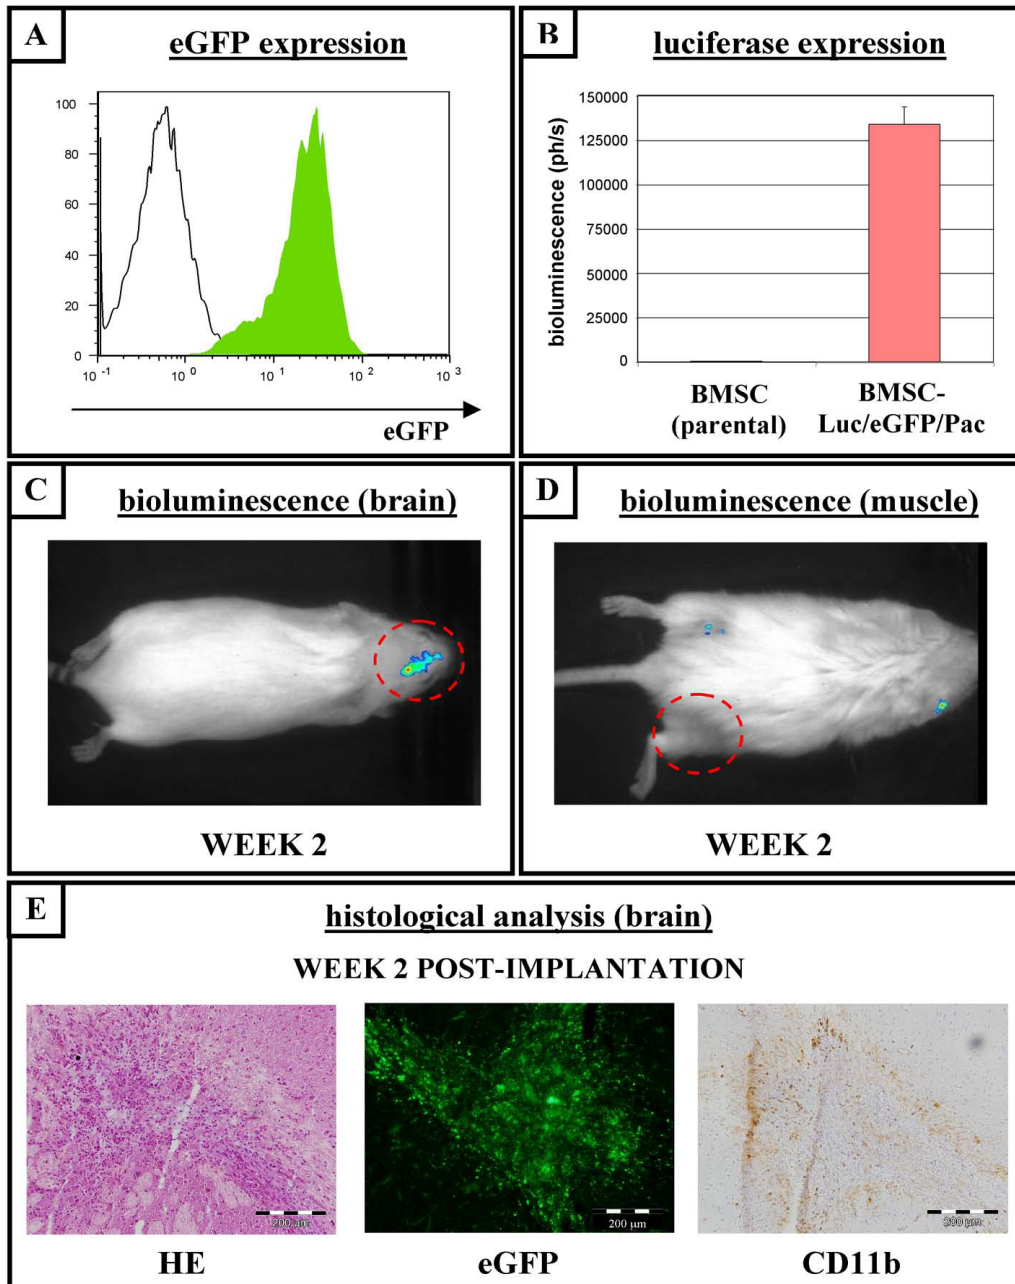 A
eGFP expression
100
80
60
40
20
0
10^-1
10^0
10^1
10^2
10^3
eGFP
B
luciferase expression
bioluminescence (ph/s)
150000
125000
100000
75000
50000
25000
0
BMSC
(parental)
BMSC-
Luc/eGFP/Pac
C
bioluminescence (brain)
WEEK 2
D
bioluminescence (muscle)
WEEK 2
E
histological analysis (brain)
WEEK 2 POST-IMPLANTATION
200 µm
200 µm
200 µm
HE
eGFP
CD11b